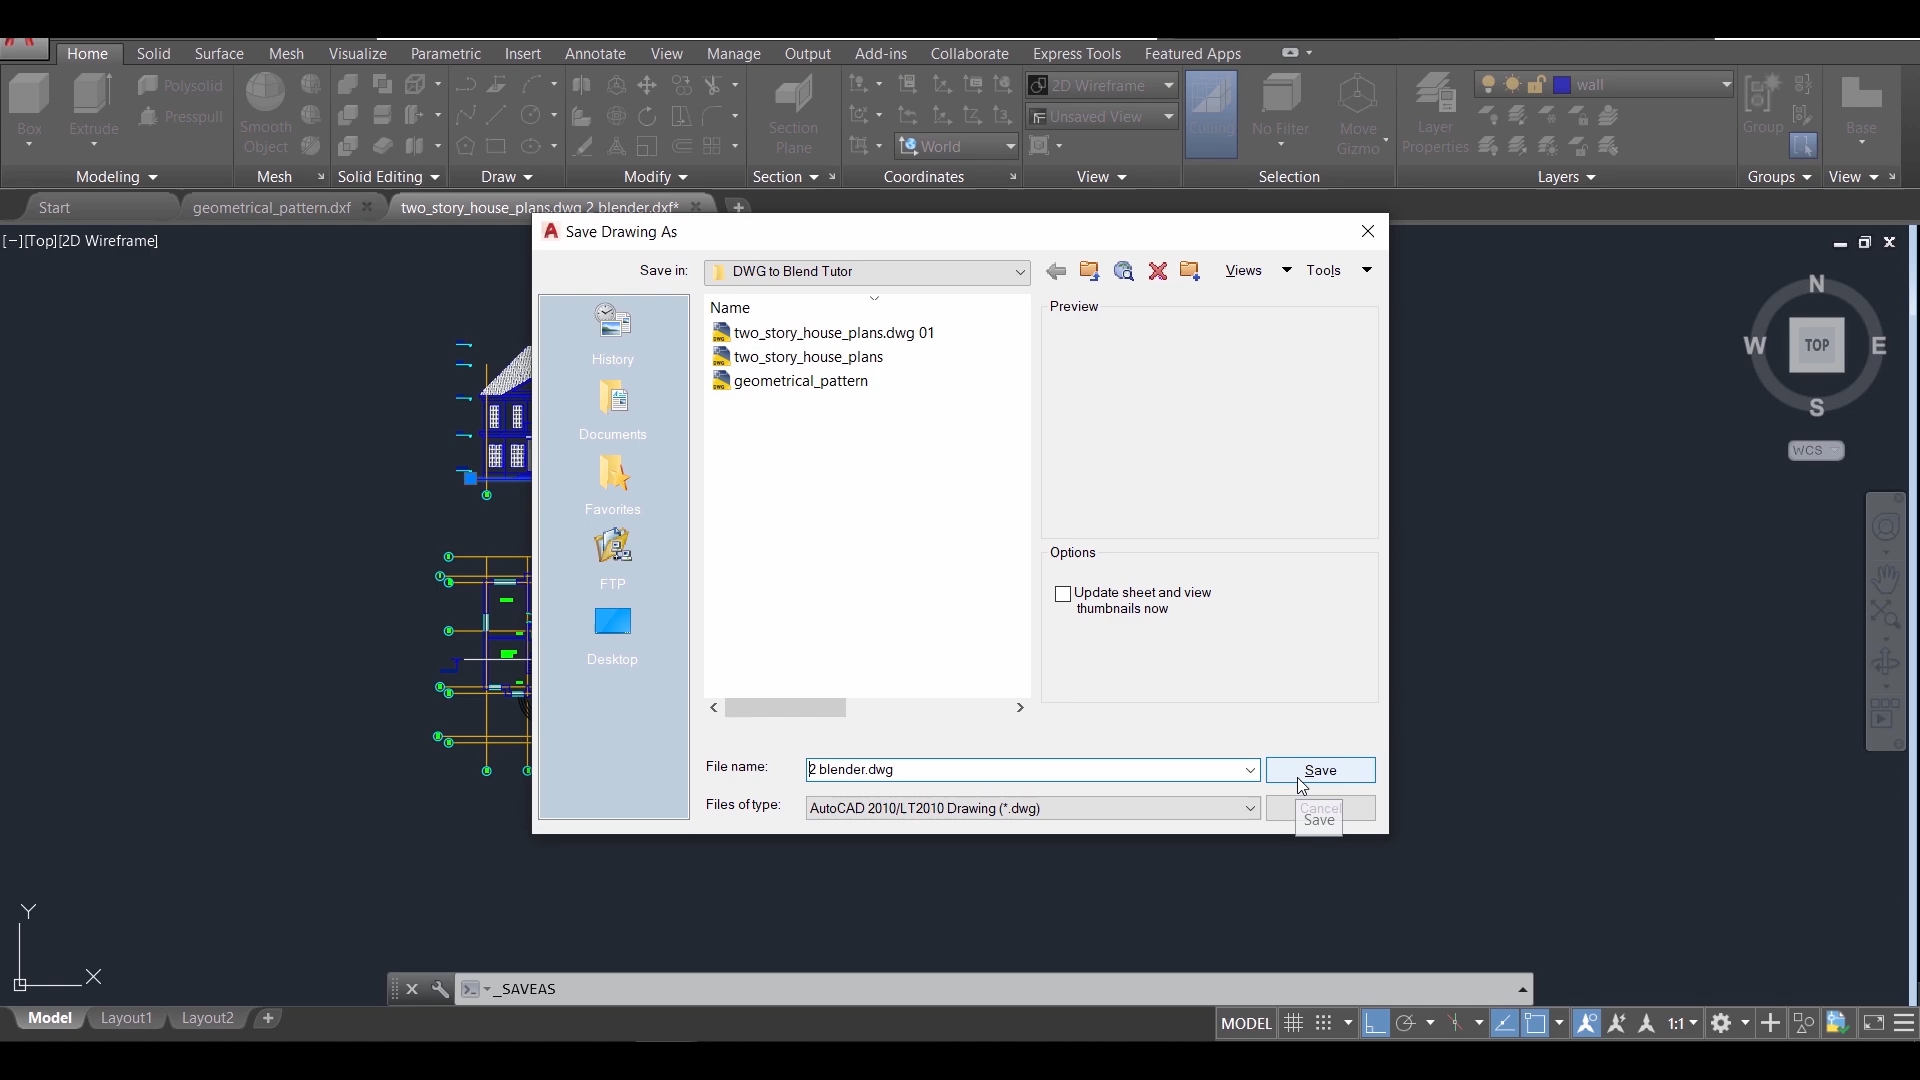 Home Solid Surface Mesh Visualize Parametric Insert Annotate View Manage Output Add-ins Collaborate Express Tools Featured Apps
Polysolid
2D Wireframe
wall
Presspull
Unsaved View
Box Extrude Smooth Object Section Plane World Culling No Filter Move Gizmo Layer Properties Group Base
Modeling Mesh Solid Editing Draw Modify Section Coordinates View Selection Layers Groups View
Start geometrical_pattern.dxf two_story_house_plans.dwg 2 blender.dxf*
[−][Top][2D Wireframe]
Save Drawing As
Save in: DWG to Blend Tutor Views Tools
Name
two_story_house_plans.dwg 01
two_story_house_plans
geometrical_pattern
History
Documents
Favorites
FTP
Desktop
Preview
Options
Update sheet and view
thumbnails now
File name: 2 blender.dwg Save
Files of type: AutoCAD 2010/LT2010 Drawing (*.dwg) Cancel
Save
N
W TOP E
S
WCS
Y
X
_SAVEAS
Model Layout1 Layout2 MODEL 1:1